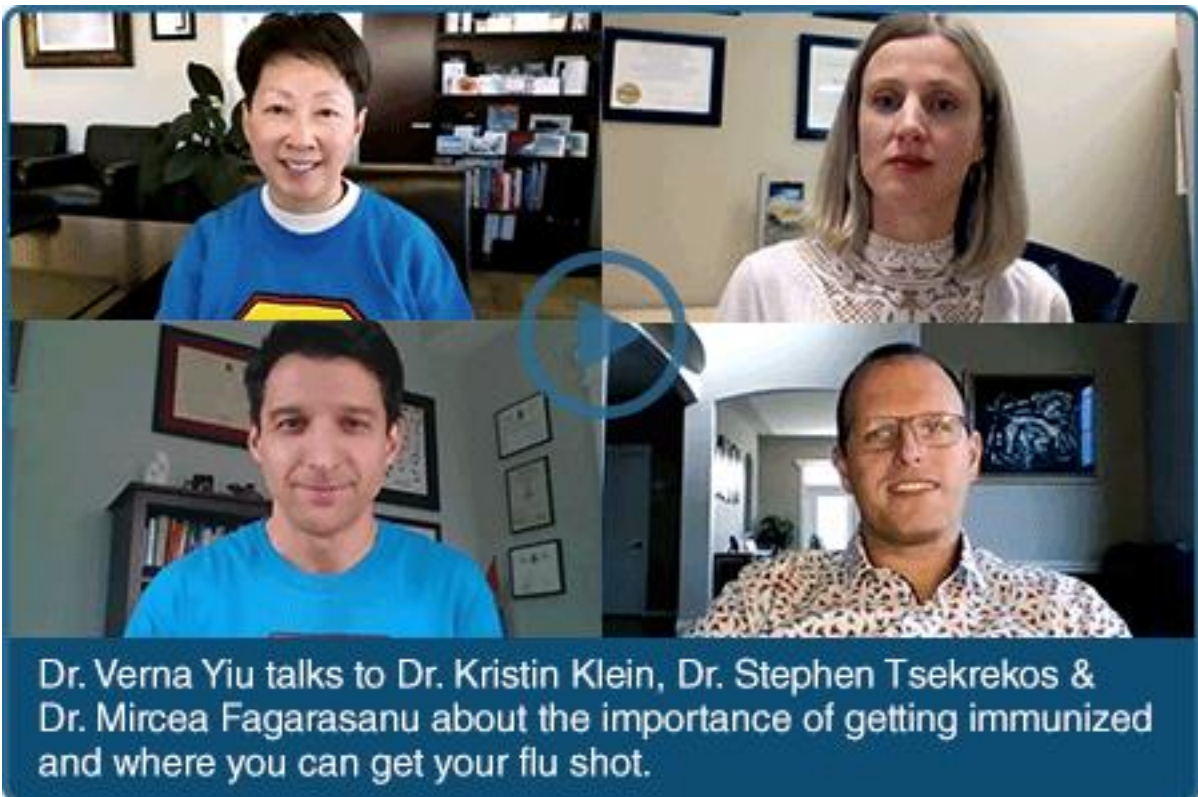 Dr. Verna Yiu talks to Dr. Kristin Klein, Dr. Stephen Tsekrekos &
Dr. Mircea Fagarasanu about the importance of getting immunized
and where you can get your flu shot.